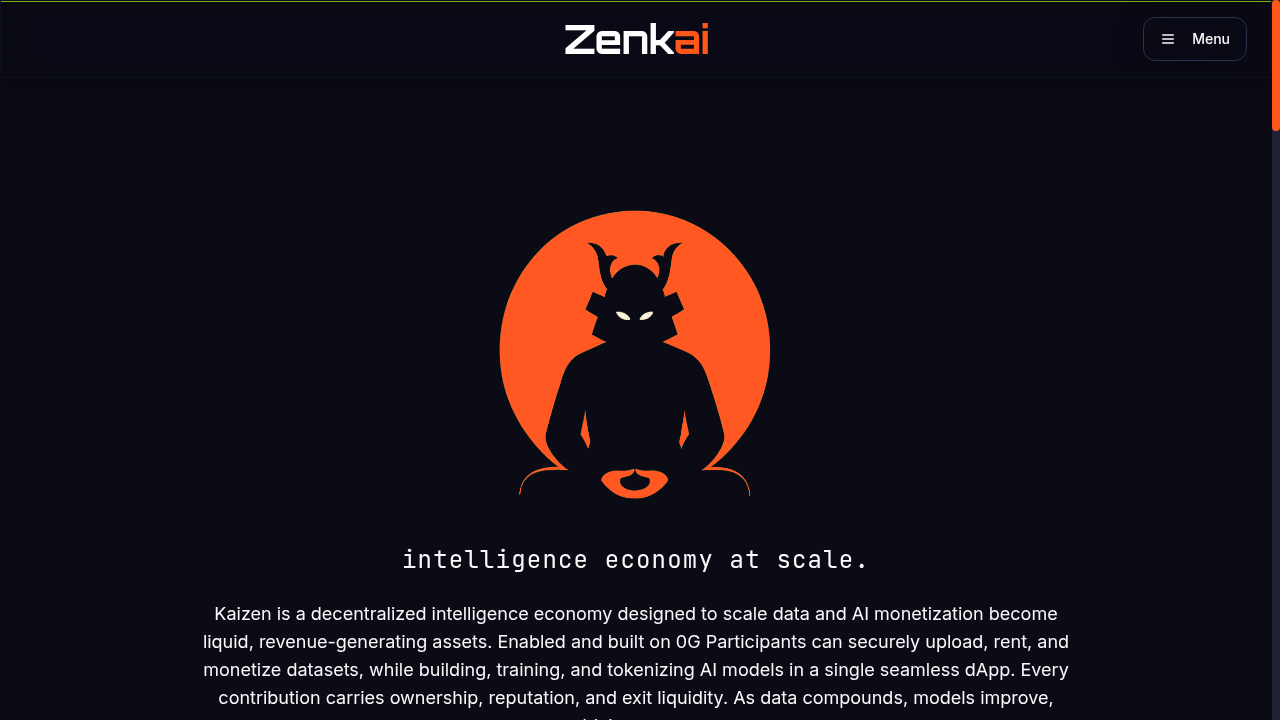 Zenkai
Menu
intelligence economy at scale.
Kaizen is a decentralized intelligence economy designed to scale data and AI monetization become
liquid, revenue-generating assets. Enabled and built on 0G Participants can securely upload, rent, and
monetize datasets, while building, training, and tokenizing AI models in a single seamless dApp. Every
contribution carries ownership, reputation, and exit liquidity. As data compounds, models improve,